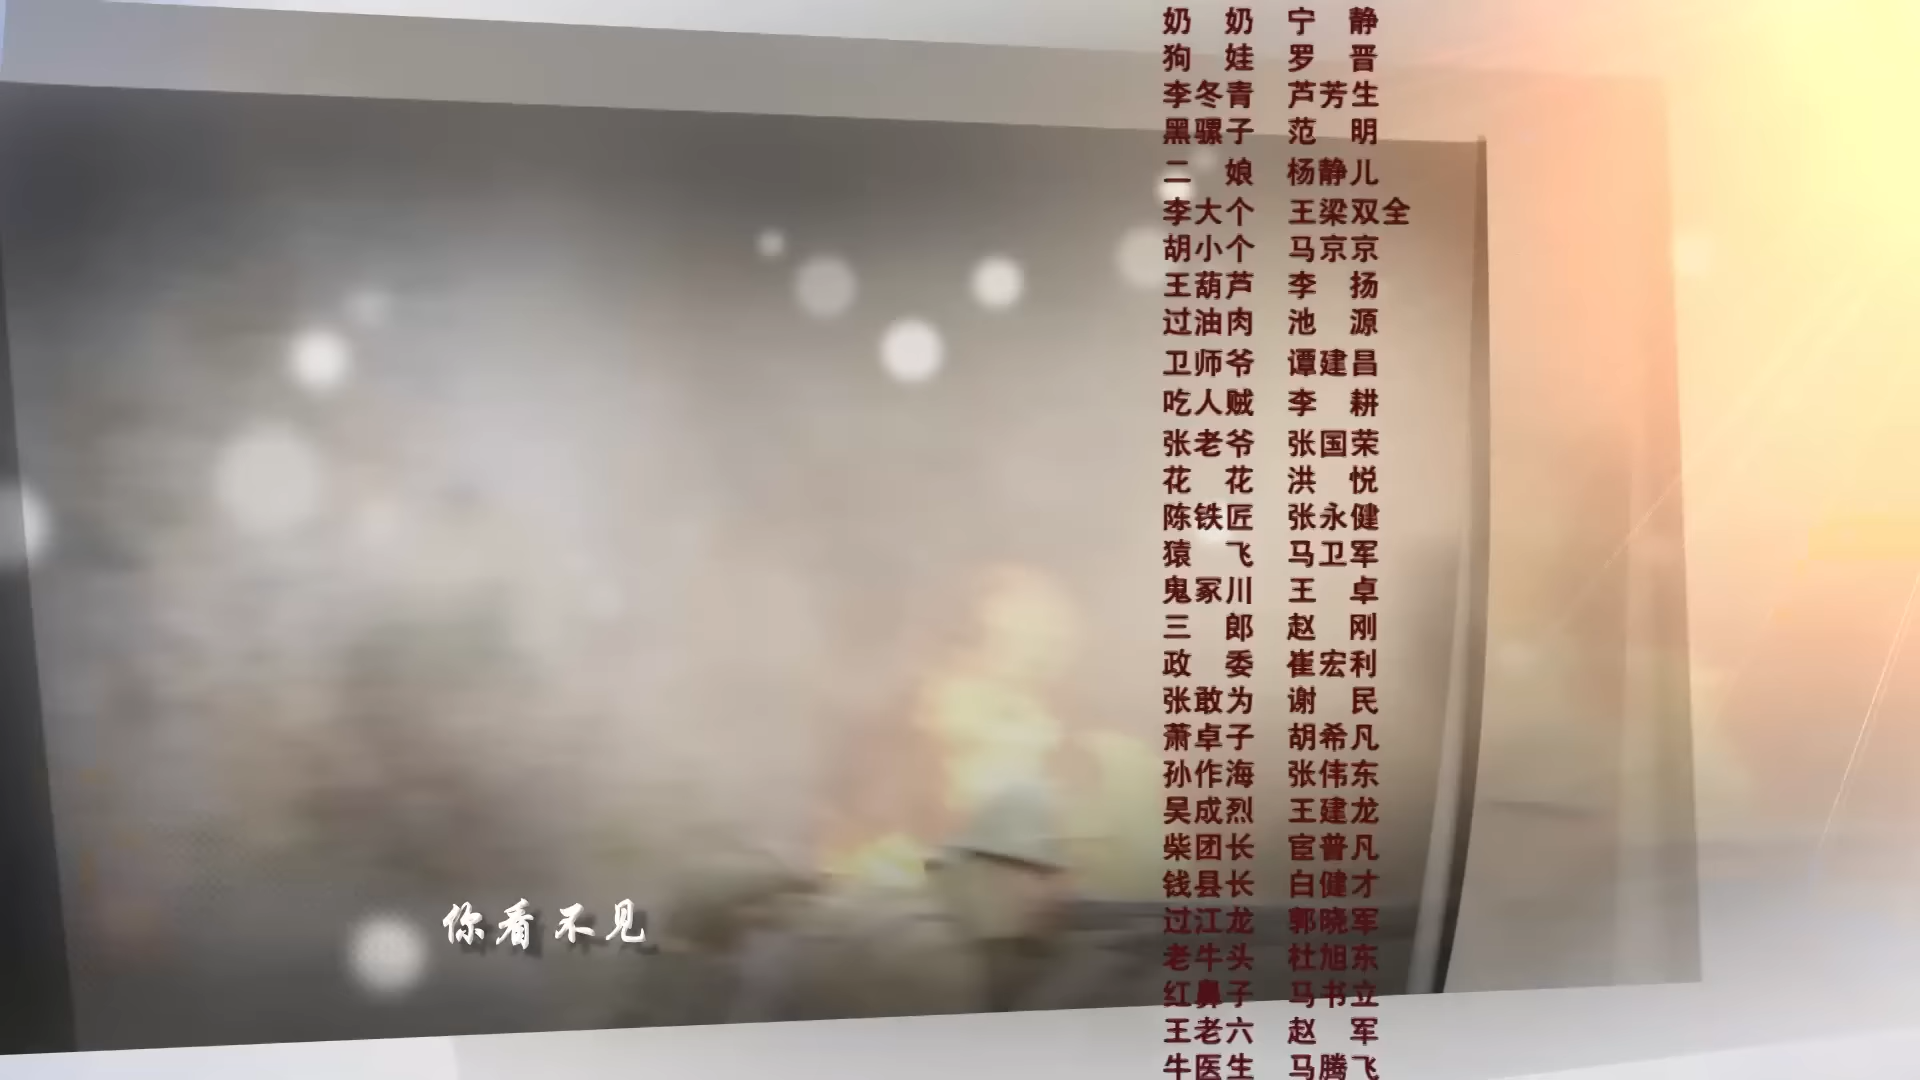 奶　奶　宁　静
狗　娃　罗　晋
李冬青　芦芳生
黑骡子　范　明
二　娘　杨静儿
李大个　王梁双全
胡小个　马京京
王葫芦　李　扬
过油肉　池　源
卫师爷　谭建昌
吃人贼　李　耕
张老爷　张国荣
花　花　洪　悦
陈铁匠　张永健
猿　飞　马卫军
鬼冢川　王　卓
三　郎　赵　刚
政　委　崔宏利
张敢为　谢　民
萧卓子　胡希凡
孙作海　张伟东
吴成烈　王建龙
柴团长　宦普凡
钱县长　白健才
过江龙　郭晓军
老牛头　杜旭东
红鼻子　马书立
王老六　赵　军
牛医生　马腾飞
你看不见